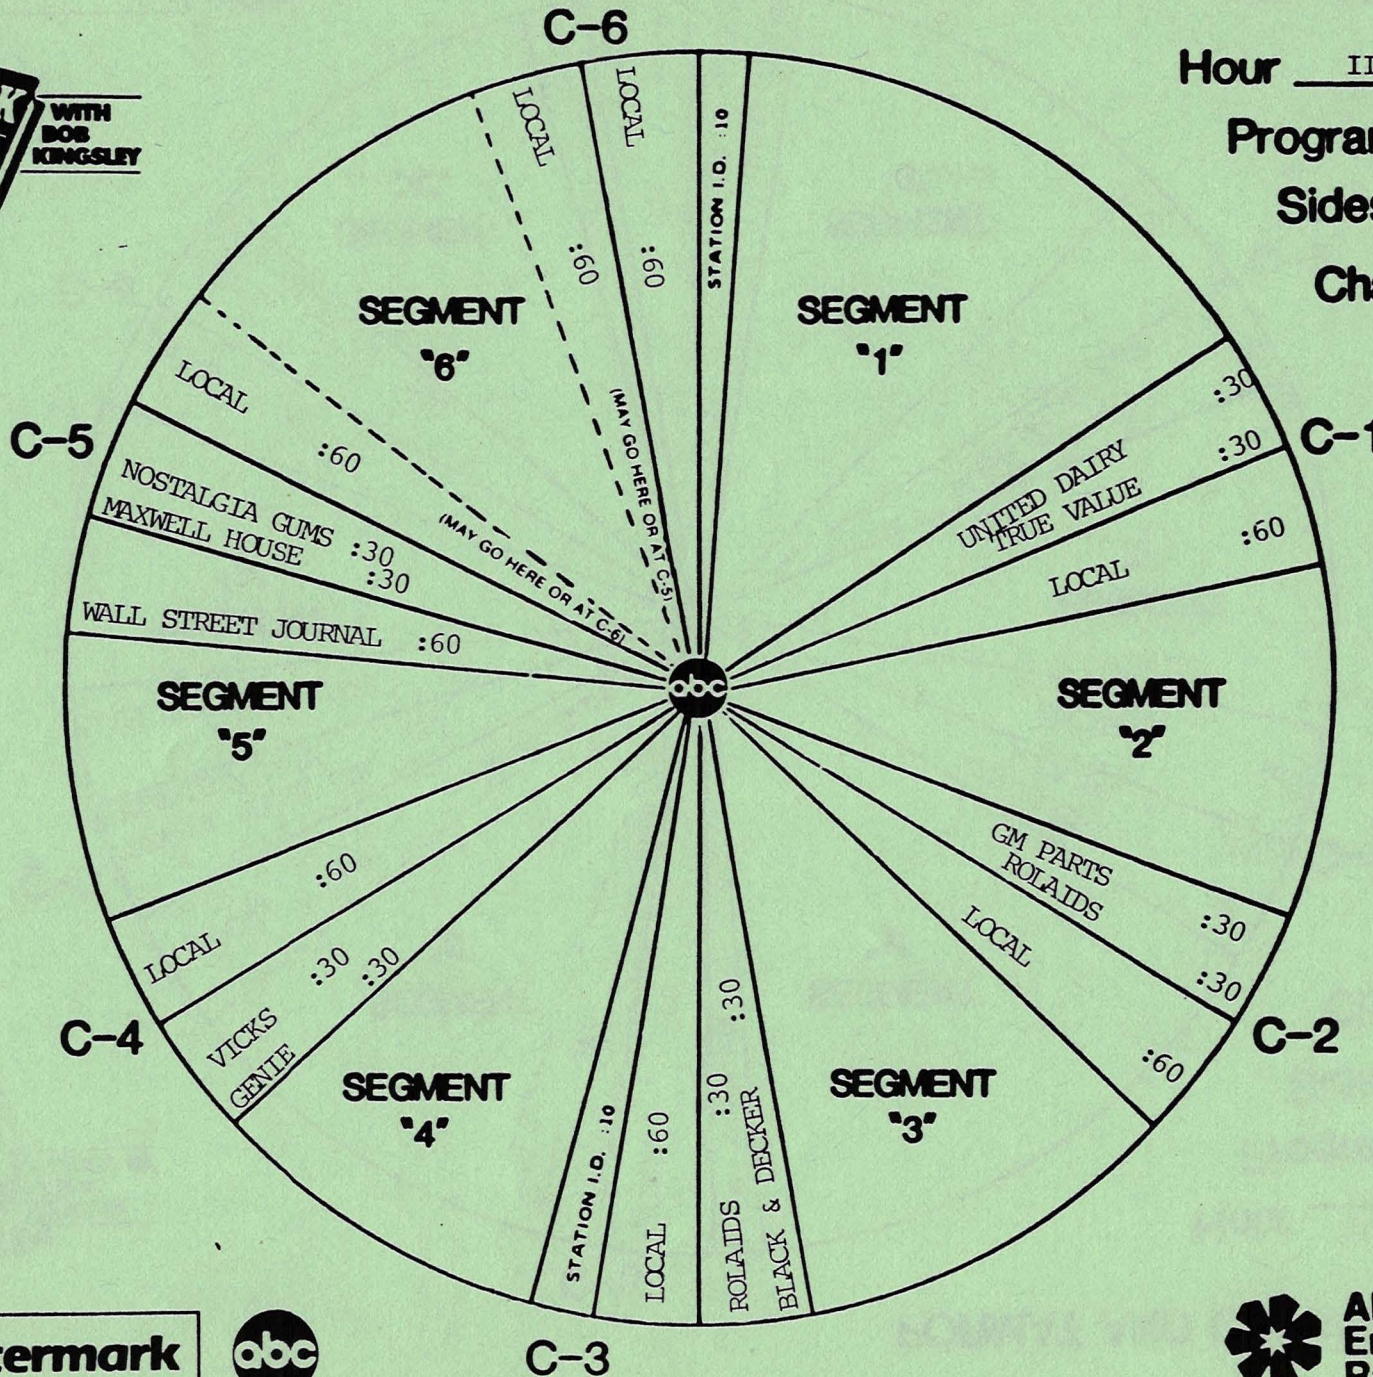 C-6
Hour II
WITH
BOB
KINGSLEY
LOCAL :60
STATION I.D. :10
SEGMENT
"1"
UNITED DAIRY :30
TRUE VALUE :30
C-1
LOCAL :60
SEGMENT
"2"
GM PARTS :30
ROLAIDS :30
C-2
LOCAL :60
SEGMENT
"3"
BLACK & DECKER :30
ROLAIDS :30
C-3
LOCAL :60
STATION I.D. :10
SEGMENT
"4"
GENIE :30
VICKS :30
C-4
LOCAL :60
SEGMENT
"5"
WALL STREET JOURNAL :60
MAXWELL HOUSE :30
NOSTALGIA GUMS :30
C-5
LOCAL :60
(MAY GO HERE OR AT C-6)
SEGMENT
"6"
LOCAL :60
(MAY GO HERE OR AT C-5)
abc
abc